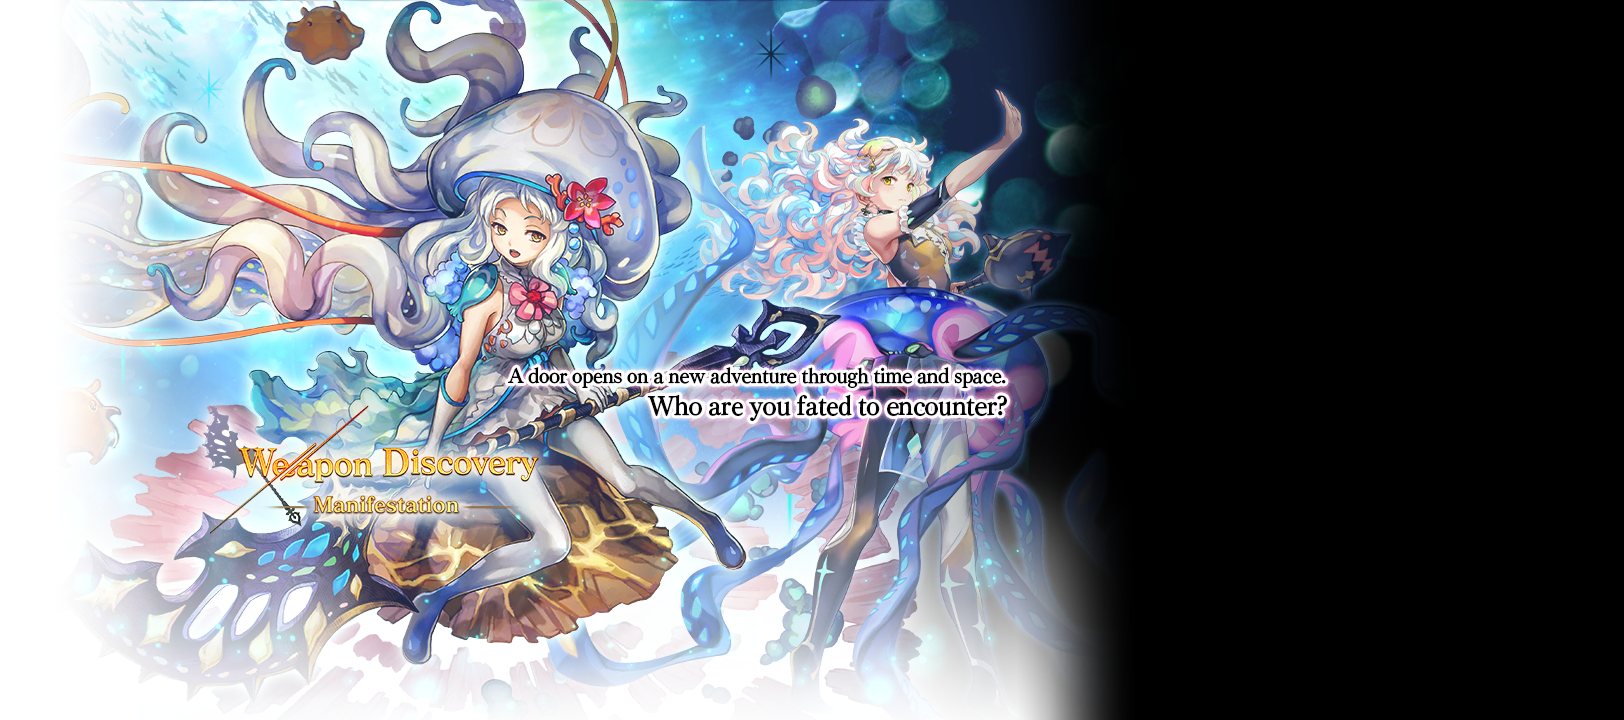 A door opens on a new adventure through time and space.
Who are you fated to encounter?
Weapon Discovery
Manifestation